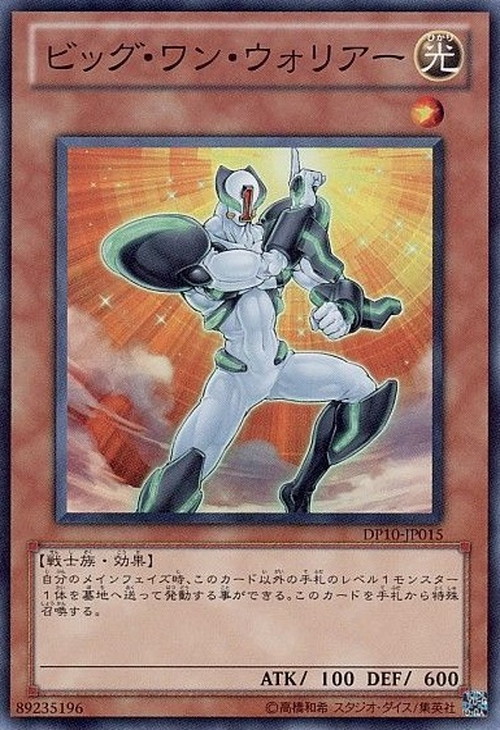 ビッグ・ワン・ウォリアー
光
DP10-JP015
【戦士族・効果】
自分のメインフェイズ時、このカード以外の手札のレベル1モンスター
1体を墓地へ送って発動する事ができる。このカードを手札から特殊
召喚する。
ATK/ 100 DEF/ 600
89235196
©高橋和希 スタジオ・ダイス/集英社